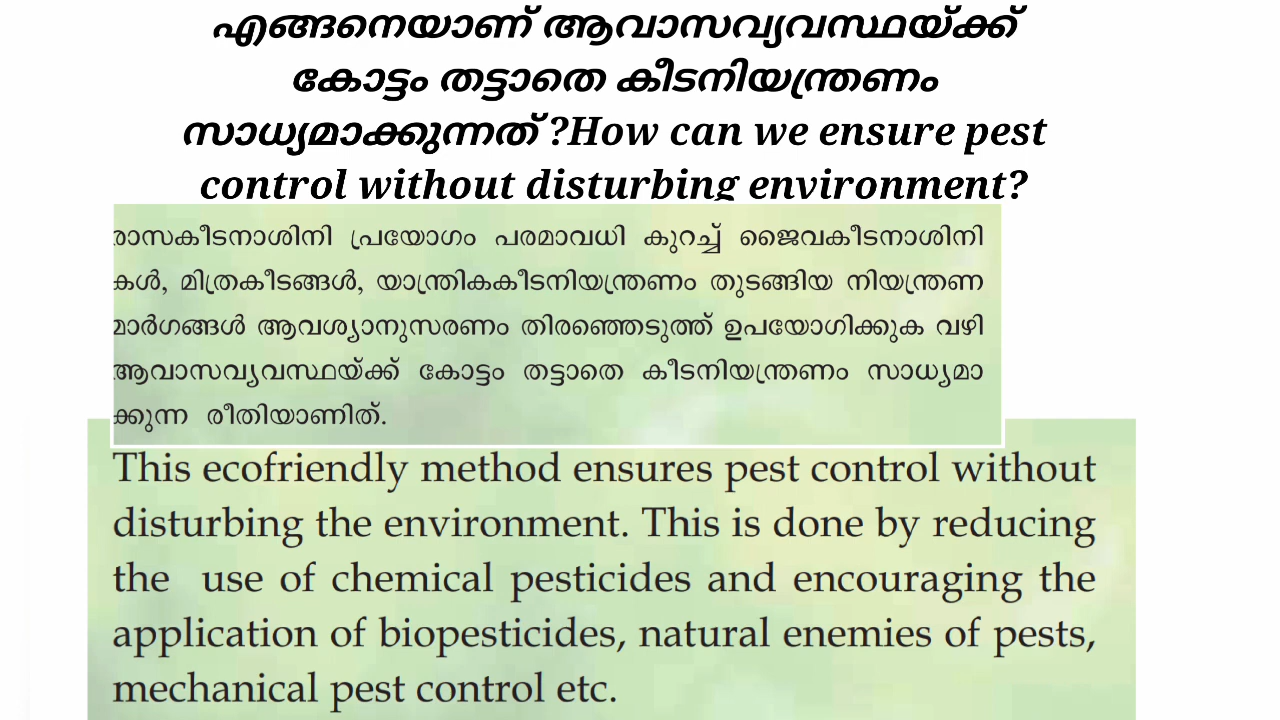 എങ്ങനെയാണ് ആവാസവ്യവസ്ഥയ്ക്ക്
കോട്ടം തട്ടാതെ കീടനിയന്ത്രണം
സാധ്യമാക്കുന്നത് ?How can we ensure pest
control without disturbing environment?
രാസകീടനാശിനി പ്രയോഗം പരമാവധി കുറച്ച് ജൈവകീടനാശിനി
കൾ, മിത്രകീടങ്ങൾ, യാന്ത്രികകീടനിയന്ത്രണം തുടങ്ങിയ നിയന്ത്രണ
മാർഗങ്ങൾ ആവശ്യാനുസരണം തിരഞ്ഞെടുത്ത് ഉപയോഗിക്കുക വഴി
ആവാസവ്യവസ്ഥയ്ക്ക് കോട്ടം തട്ടാതെ കീടനിയന്ത്രണം സാധ്യമാ
ക്കുന്ന രീതിയാണിത്.
This ecofriendly method ensures pest control without
disturbing the environment. This is done by reducing
the use of chemical pesticides and encouraging the
application of biopesticides, natural enemies of pests,
mechanical pest control etc.